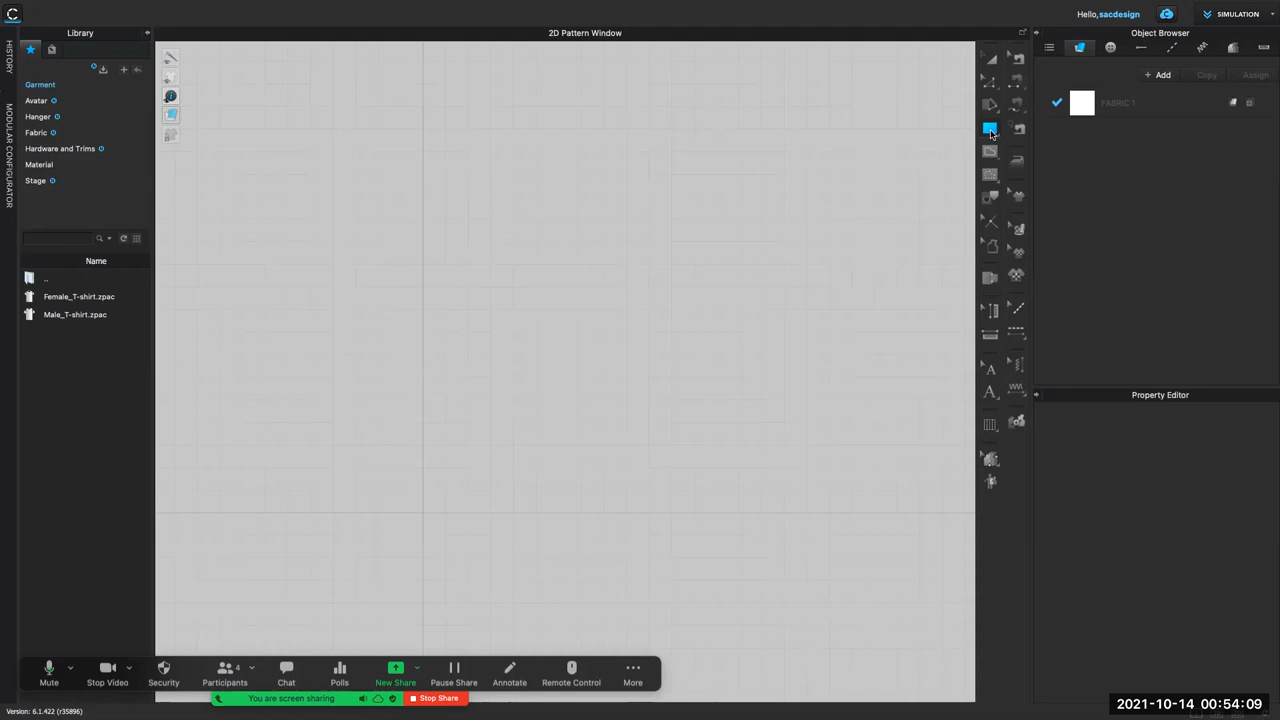 Hello,sacdesign
SIMULATION
HISTORY
MODULAR CONFIGURATOR
Library
2D Pattern Window
Object Browser
Garment
Avatar
Hanger
Fabric
Hardware and Trims
Material
Stage
Name
..
Female_T-shirt.zpac
Male_T-shirt.zpac
+ Add
Copy
Assign
FABRIC 1
Property Editor
A
A
4
Mute
Stop Video
Security
Participants
Chat
Polls
New Share
Pause Share
Annotate
Remote Control
More
You are screen sharing
Stop Share
Version: 6.1.422 (r35896)
2021-10-14 00:54:09